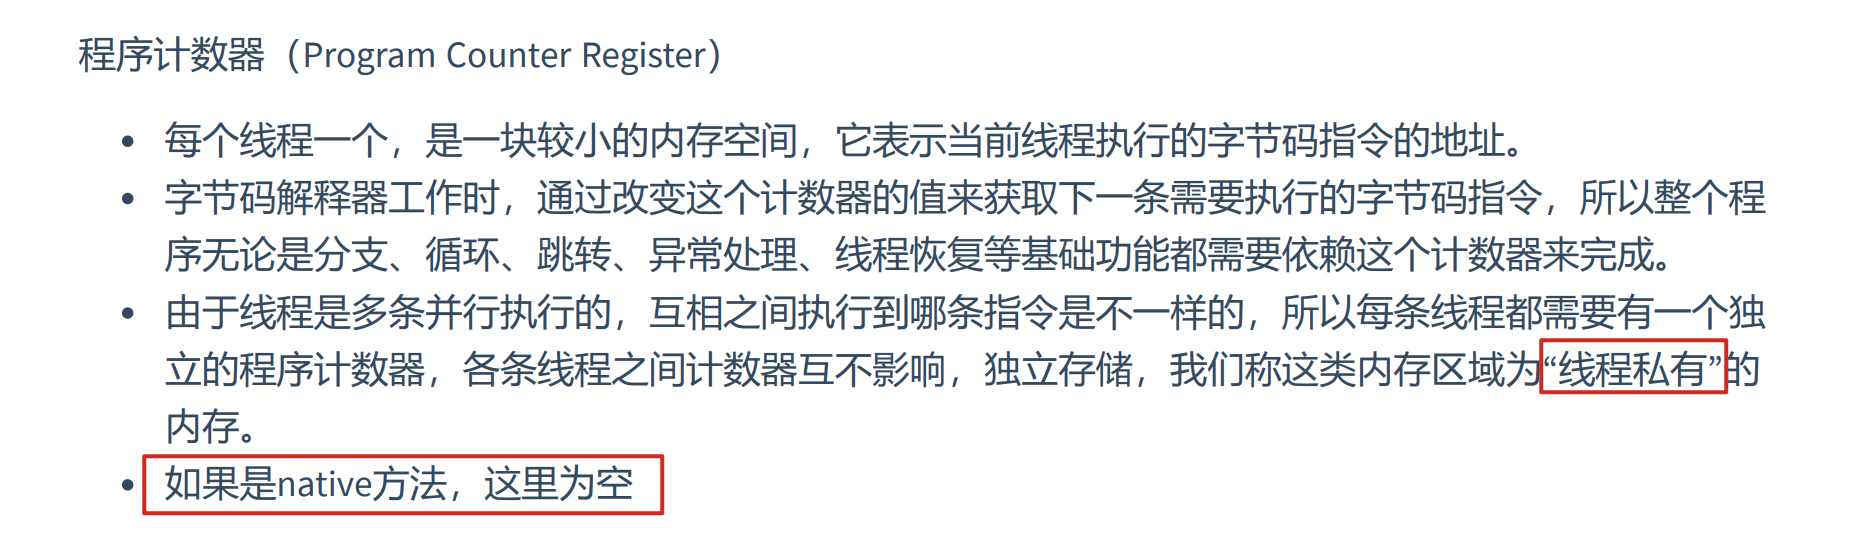 程序计数器（Program Counter Register）
• 每个线程一个，是一块较小的内存空间，它表示当前线程执行的字节码指令的地址。
• 字节码解释器工作时，通过改变这个计数器的值来获取下一条需要执行的字节码指令，所以整个程
序无论是分支、循环、跳转、异常处理、线程恢复等基础功能都需要依赖这个计数器来完成。
• 由于线程是多条并行执行的，互相之间执行到哪条指令是不一样的，所以每条线程都需要有一个独
立的程序计数器，各条线程之间计数器互不影响，独立存储，我们称这类内存区域为“线程私有”的
内存。
• 如果是native方法，这里为空